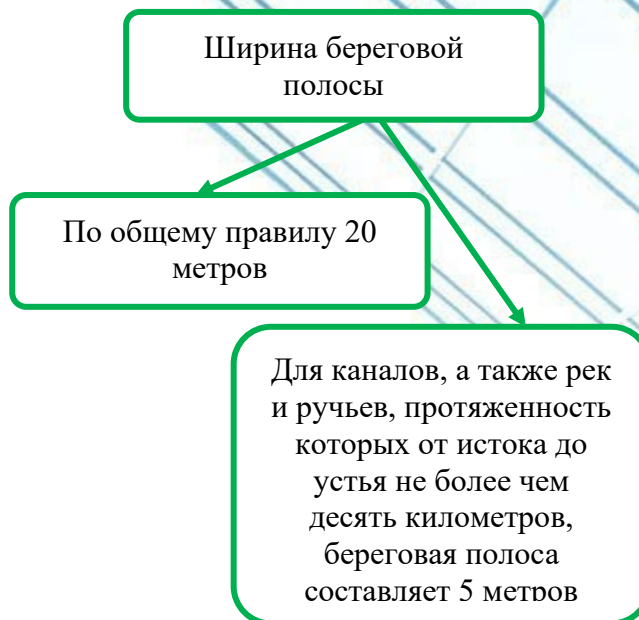 Ширина береговой
полосы
По общему правилу 20
метров
Для каналов, а также рек
и ручьев, протяженность
которых от истока до
устья не более чем
десять километров,
береговая полоса
составляет 5 метров